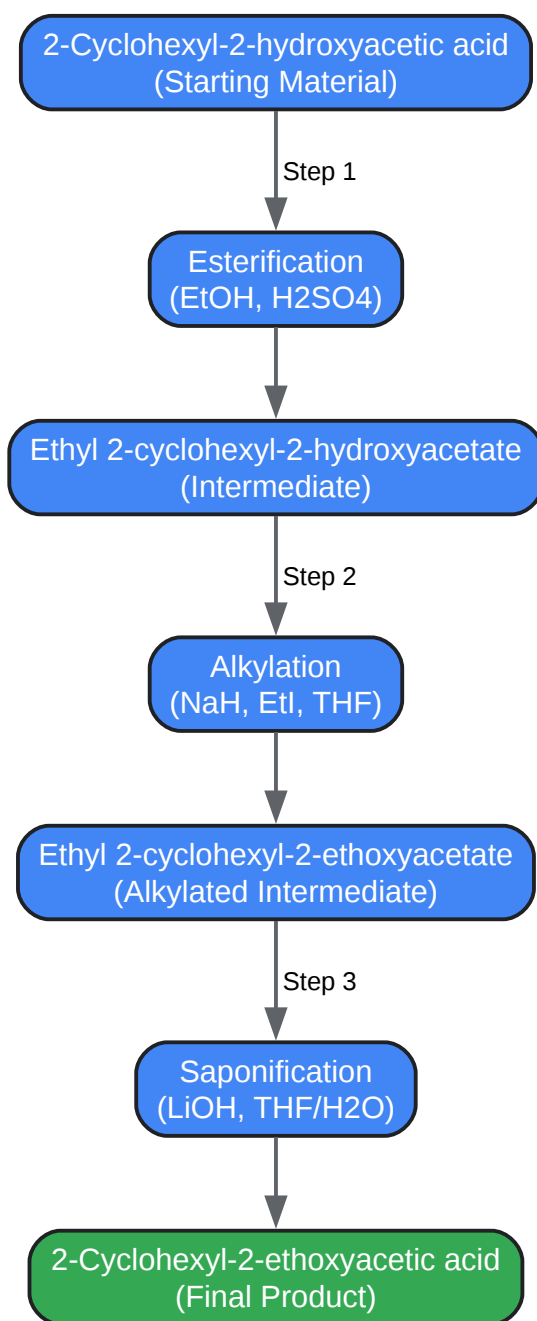 2-Cyclohexyl-2-hydroxyacetic acid
(Starting Material)
Step 1
Esterification
(EtOH, H2SO4)
Ethyl 2-cyclohexyl-2-hydroxyacetate
(Intermediate)
Step 2
Alkylation
(NaH, EtI, THF)
Ethyl 2-cyclohexyl-2-ethoxyacetate
(Alkylated Intermediate)
Step 3
Saponification
(LiOH, THF/H2O)
2-Cyclohexyl-2-ethoxyacetic acid
(Final Product)